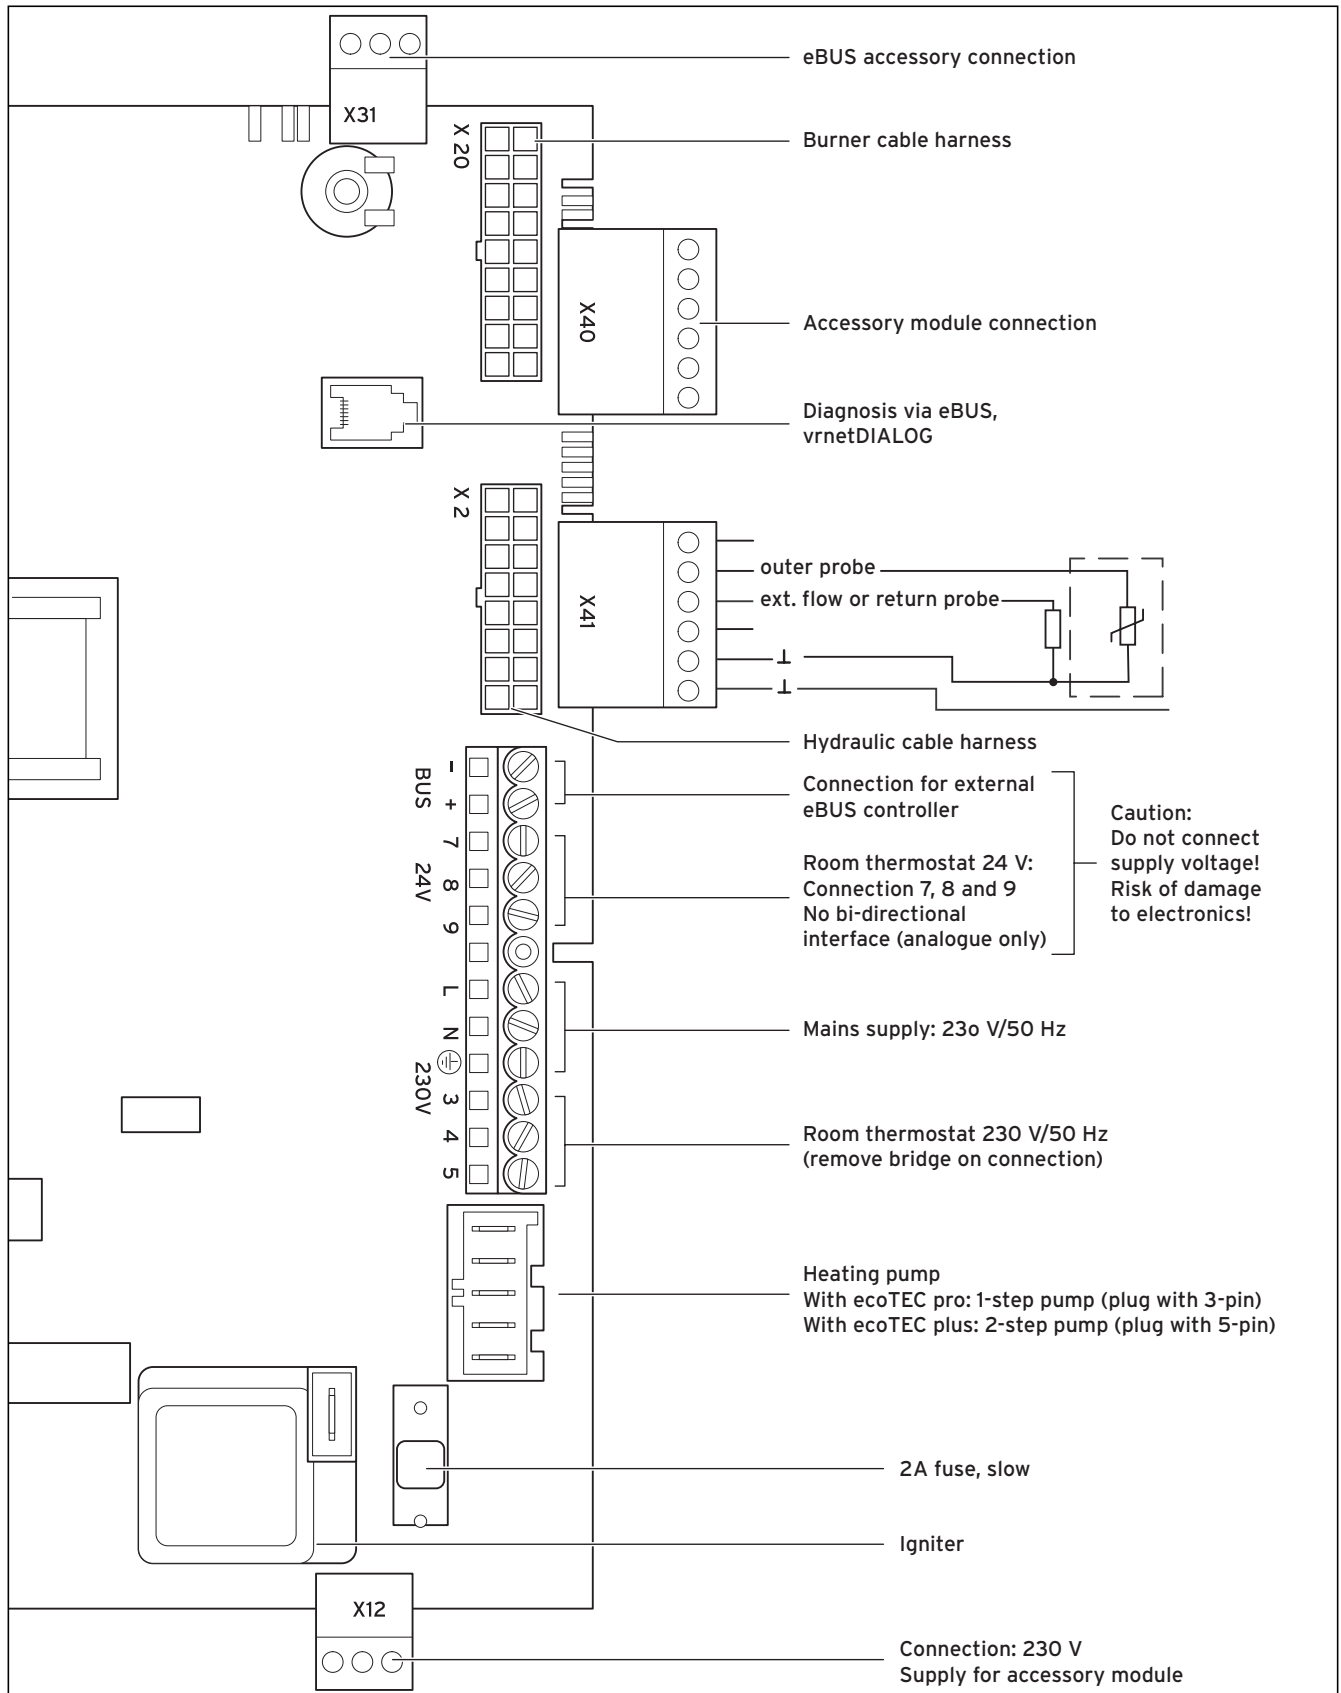 eBUS accessory connection
X31
X 20
Burner cable harness
X40
Accessory module connection
Diagnosis via eBUS,
vrnetDIALOG
X 2
X41
outer probe
ext. flow or return probe
Hydraulic cable harness
BUS
-
+
Connection for external
eBUS controller
24V
7
8
9
Room thermostat 24 V:
Connection 7, 8 and 9
No bi-directional
interface (analogue only)
Caution:
Do not connect
supply voltage!
Risk of damage
to electronics!
L
N
Mains supply: 23o V/50 Hz
230V
3
4
5
Room thermostat 230 V/50 Hz
(remove bridge on connection)
Heating pump
With ecoTEC pro: 1-step pump (plug with 3-pin)
With ecoTEC plus: 2-step pump (plug with 5-pin)
2A fuse, slow
Igniter
X12
Connection: 230 V
Supply for accessory module